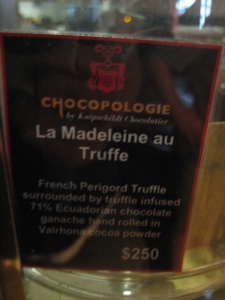 CHOCOPOLOGIE
by Knipschildt Chocolatier
La Madeleine au
Truffe
French Perigord Truffle
surrounded by truffle infused
71% Ecuadorian chocolate
ganache hand rolled in
Valrhona cocoa powder
$250